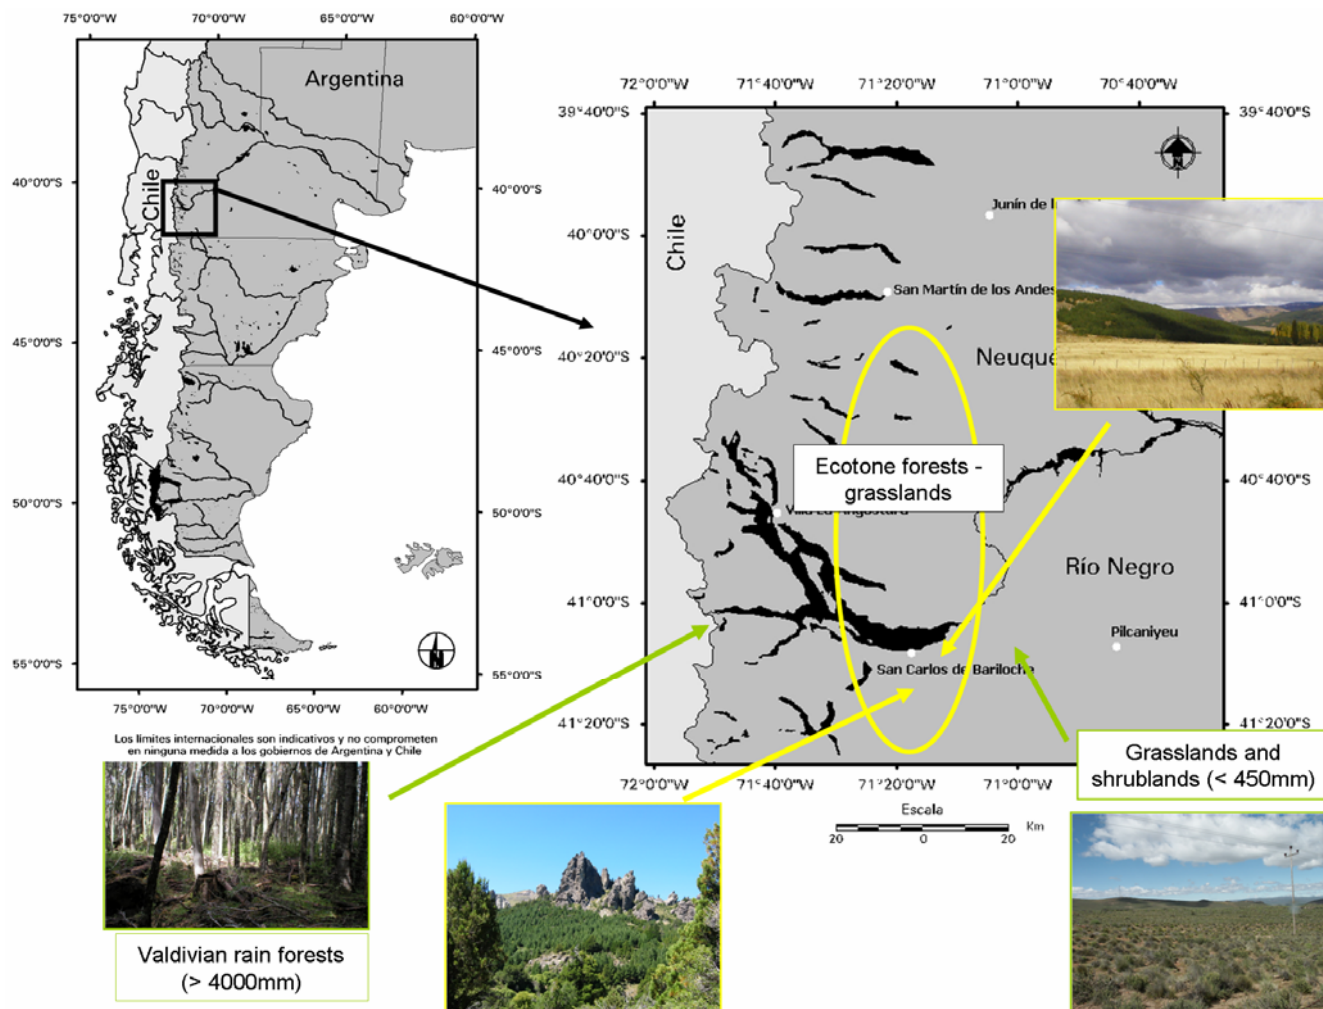 75°0'0"W 70°0'0"W 65°0'0"W 60°0'0"W
Argentina
Chile
40°0'0"S
40°0'0"S
45°0'0"S
45°0'0"S
50°0'0"S
50°0'0"S
55°0'0"S
55°0'0"S
N
75°0'0"W 70°0'0"W 65°0'0"W 60°0'0"W
Los límites internacionales son indicativos y no comprometen
en ninguna medida a los gobiernos de Argentina y Chile
72°0'0"W 71°40'0"W 71°20'0"W 71°0'0"W 70°40'0"W
39°40'0"S
39°40'0"S
N
Junín de
40°0'0"S
Chile
San Martín de los Andes
40°20'0"S
Neuqu
Ecotone forests -
grasslands
40°40'0"S
40°40'0"S
Villa
Río Negro
41°0'0"S
41°0'0"S
Pilcaniyeu
San Carlos de Bariloche
41°20'0"S
41°20'0"S
72°0'0"W 71°40'0"W 71°20'0"W 71°0'0"W
Escala
20 0 20 Km
Grasslands and
shrublands (< 450mm)
Valdivian rain forests
(> 4000mm)